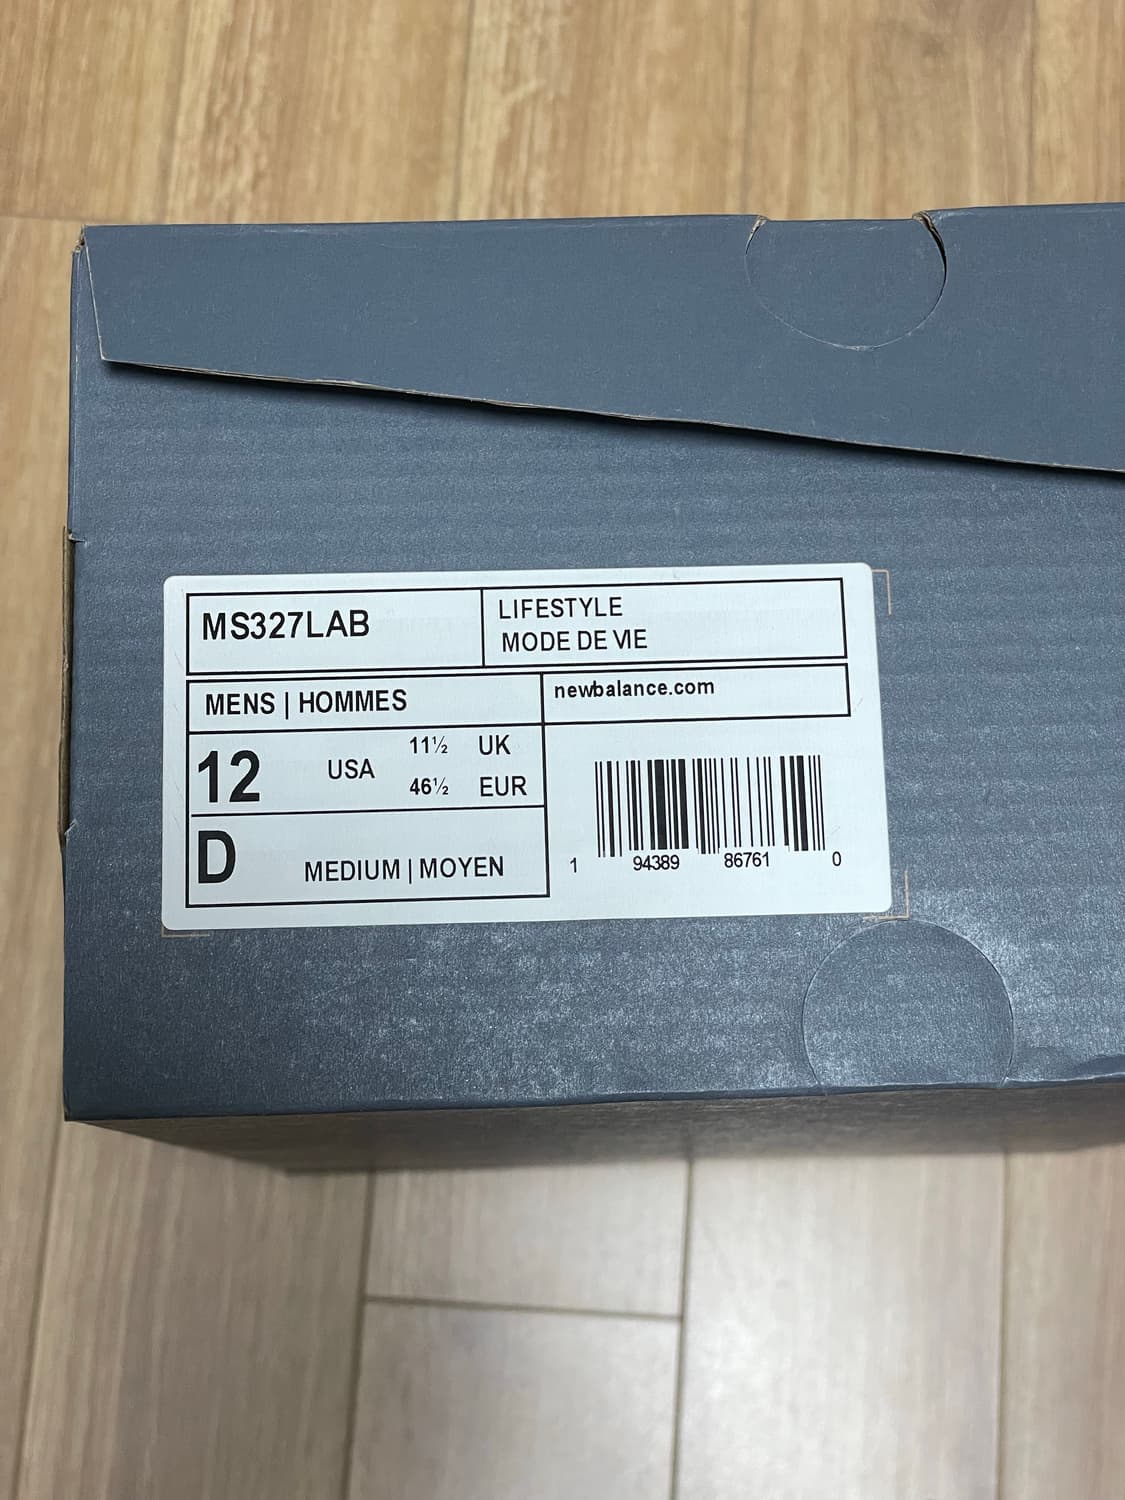 MS327LAB
LIFESTYLE
MODE DE VIE
MENS | HOMMES
newbalance.com
12 USA
11½ UK
46½ EUR
D MEDIUM | MOYEN
1 94389 86761 0